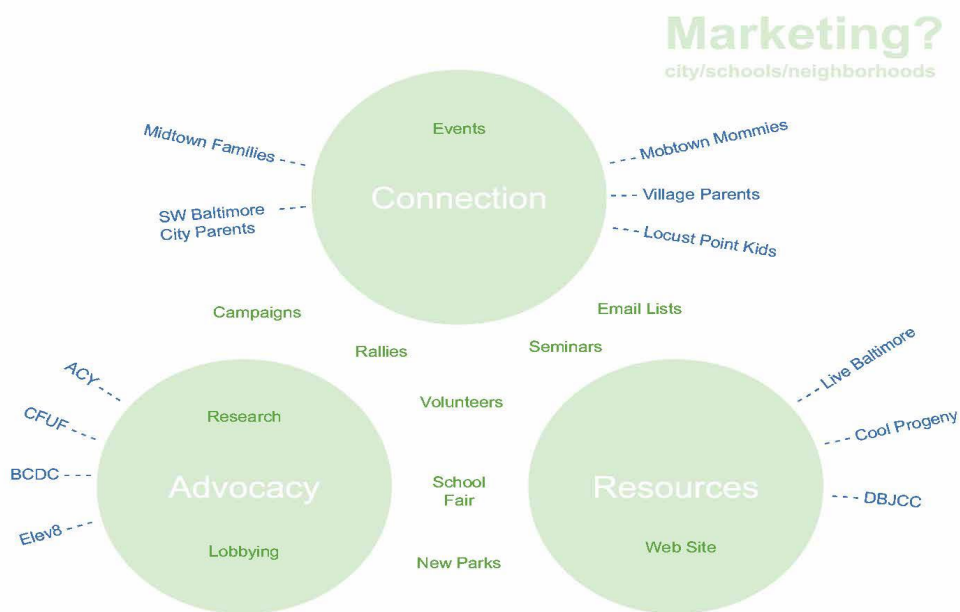 Marketing?
city/schools/neighborhoods
Events
Connection
Midtown Families
SW Baltimore
City Parents
Mobtown Mommies
Village Parents
Locust Point Kids
Campaigns
Email Lists
Rallies
Seminars
Volunteers
School
Fair
New Parks
ACY
CFUF
BCDC
Elev8
Research
Advocacy
Lobbying
Resources
Web Site
Live Baltimore
Cool Progeny
DBJCC